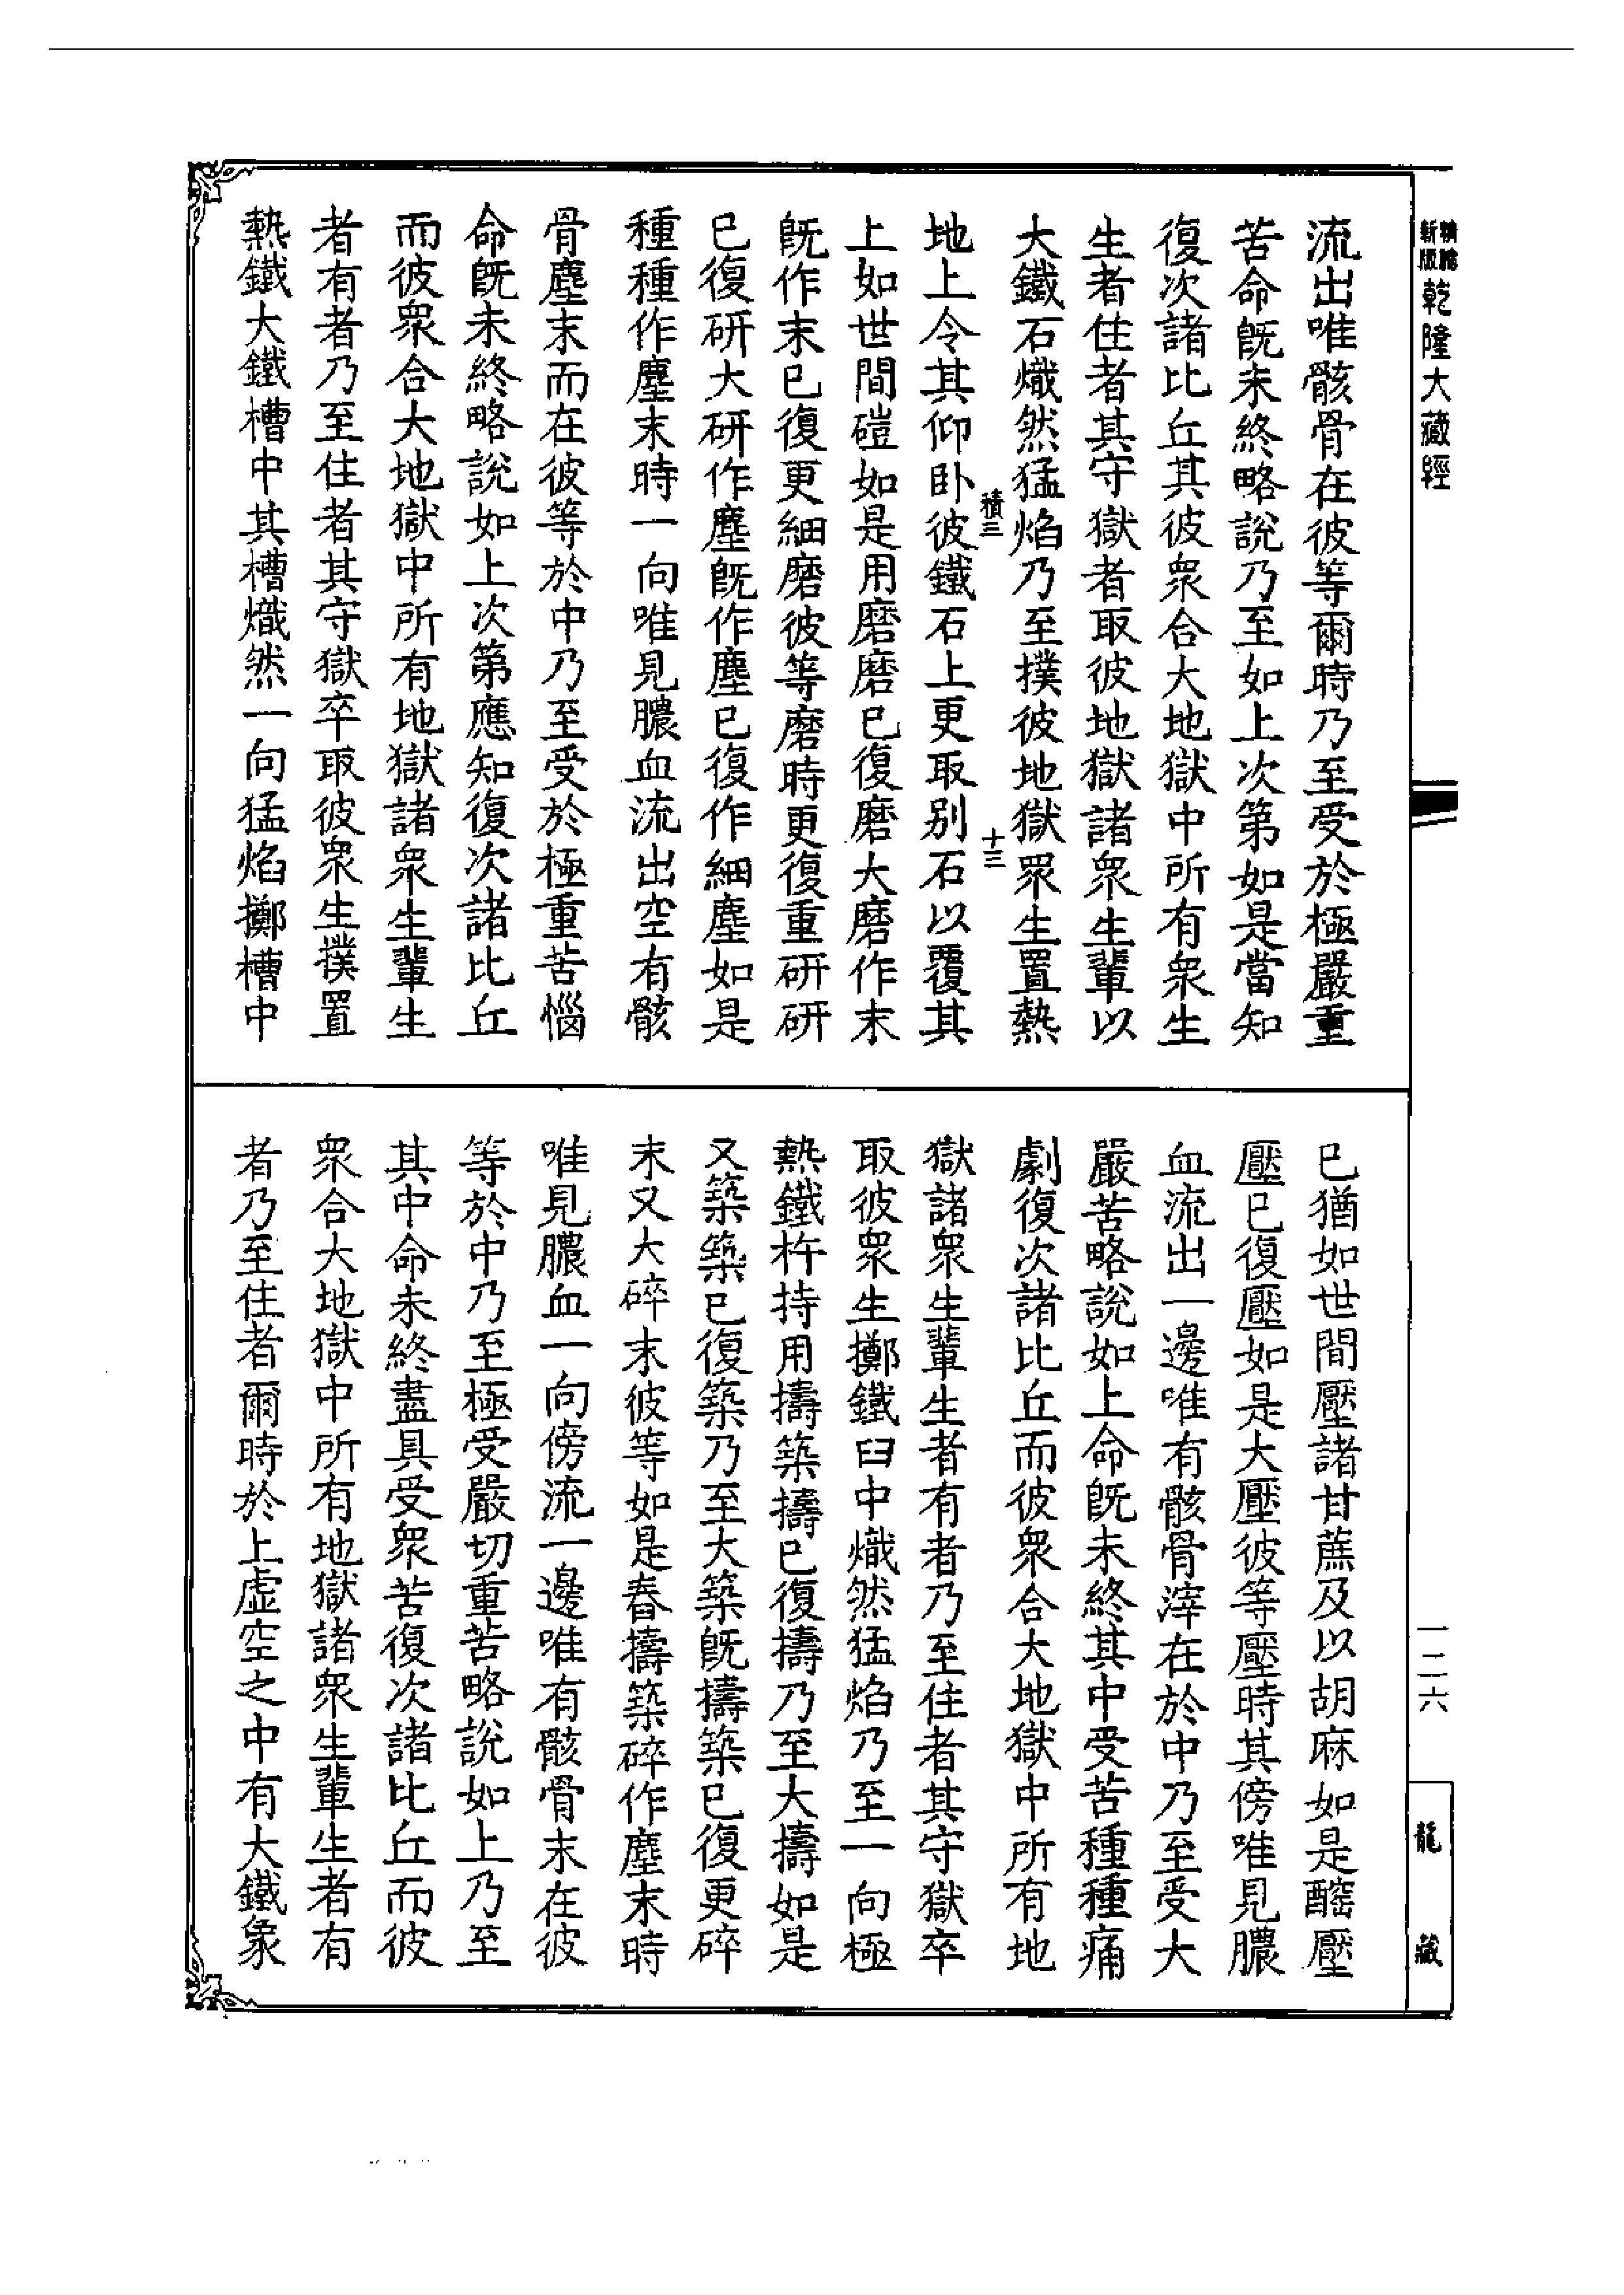 精繪
新版
乾隆大藏經
流出唯骸骨在彼等爾時乃至受於極嚴重
苦命旣未終略說乃至如上次第如是當知
復次諸比丘其彼衆合大地獄中所有衆生
生者住者其守獄者取彼地獄諸衆生輩以
大鐵石熾然猛焰乃至撲彼地獄衆生置熱
積三
十三
地上令其仰卧彼鐵石上更取别石以覆其
上如世間磑如是用磨磨已復磨大磨作末
旣作末已復更細磨彼等磨時更復重研研
已復研大研作塵旣作塵已復作細塵如是
種種作塵末時一向唯見膿血流出空有骸
骨塵末而在彼等於中乃至受於極重苦惱
命旣未終略說如上次第應知復次諸比丘
而彼衆合大地獄中所有地獄諸衆生輩生
者有者乃至住者其守獄卒取彼衆生撲置
熱鐵大鐵槽中其槽熾然一向猛焰擲槽中
已猶如世間壓諸甘蔗及以胡麻如是醡壓
壓已復壓如是大壓彼等壓時其傍唯見膿
血流出一邊唯有骸骨滓在於中乃至受大
嚴苦略說如上命旣未終其中受苦種種痛
劇復次諸比丘而彼衆合大地獄中所有地
獄諸衆生輩生者有者乃至住者其守獄卒
取彼衆生擲鐵臼中熾然猛焰乃至一向極
熱鐵杵持用擣築擣已復擣乃至大擣如是
又築築已復築乃至大築旣擣築已復更碎
末又大碎末彼等如是舂擣築碎作塵末時
唯見膿血一向傍流一邊唯有骸骨末在彼
等於中乃至極受嚴切重苦略說如上乃至
其中命未終盡具受衆苦復次諸比丘而彼
衆合大地獄中所有地獄諸衆生輩生者有
者乃至住者爾時於上虛空之中有大鐵象
一二六
龍藏